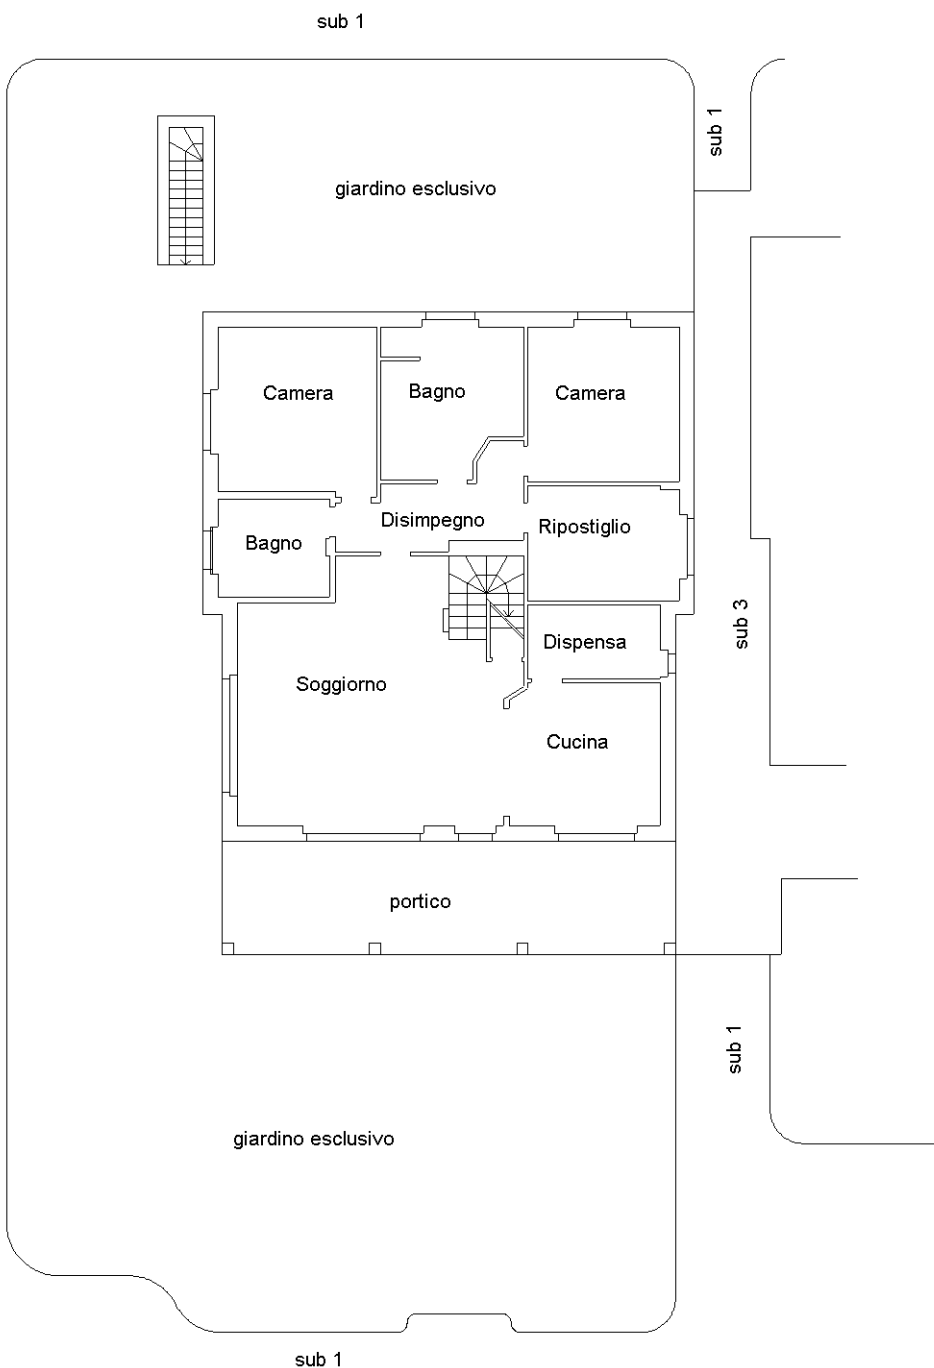 sub 1
sub 1
giardino esclusivo
Camera
Bagno
Camera
Disimpegno
Ripostiglio
Bagno
sub 3
Dispensa
Soggiorno
Cucina
portico
sub 1
giardino esclusivo
sub 1